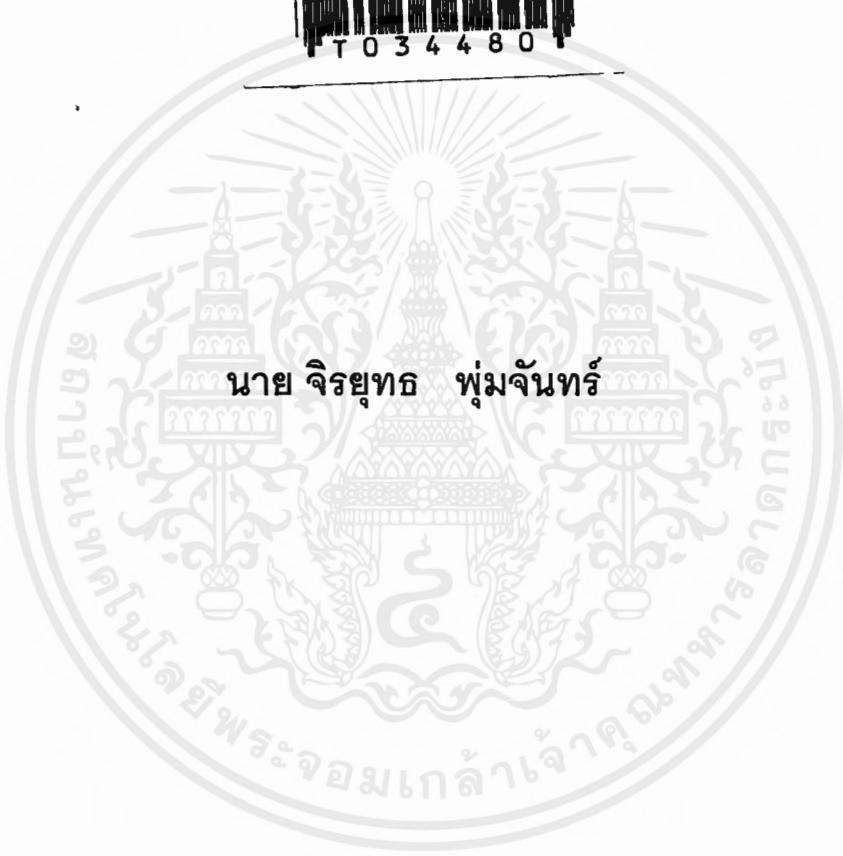 T034480
นาย จิรยุทธ พุ่มจันทร์
สถาบันเทคโนโลยีพระจอมเกล้าเจ้าคุณทหารลาดกระบัง